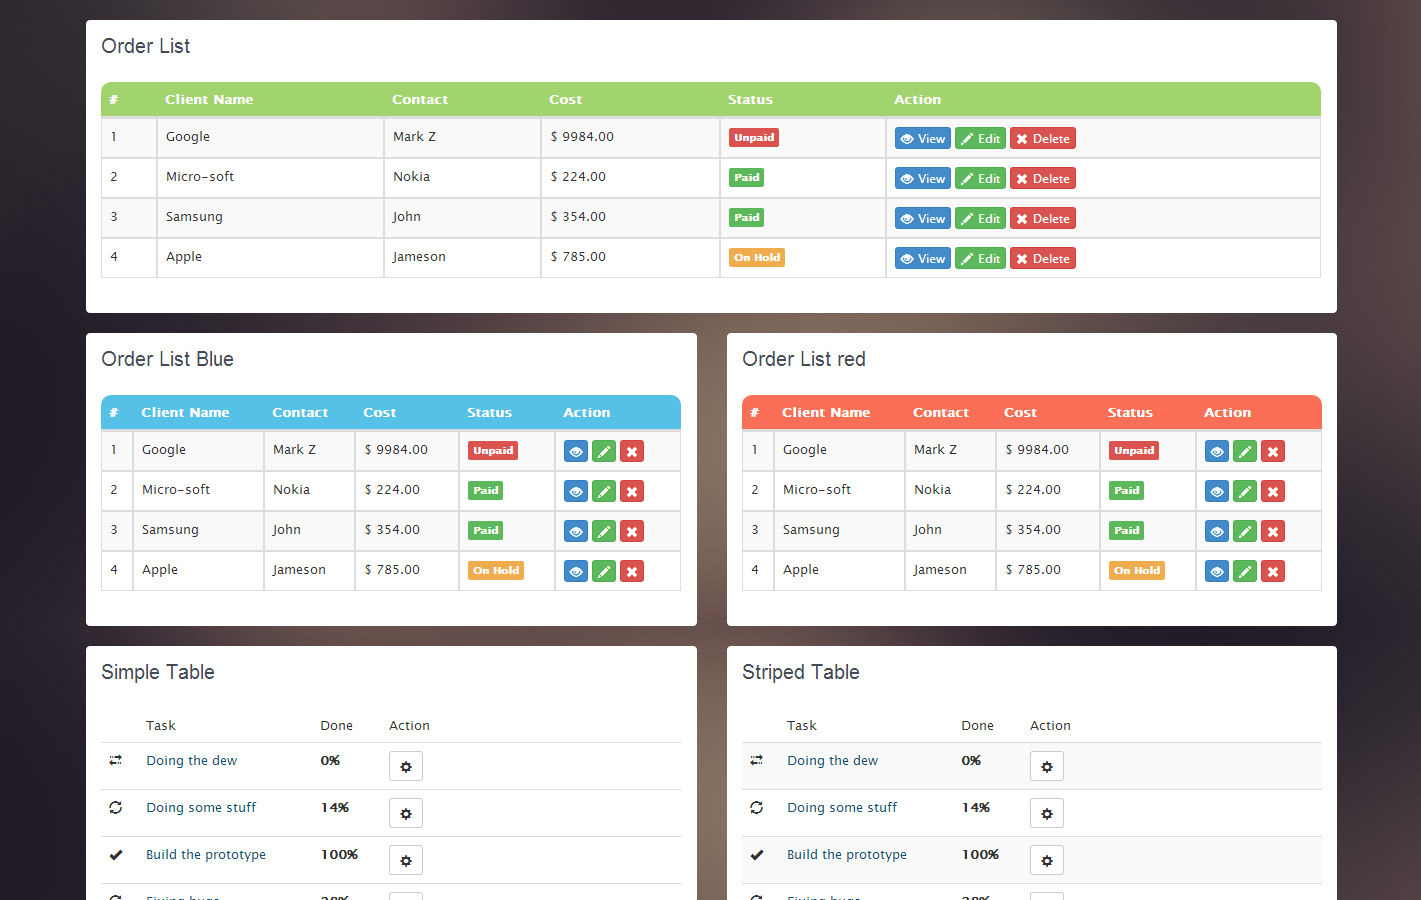 Order List
# Client Name Contact Cost Status Action
1 Google Mark Z $ 9984.00 Unpaid View Edit Delete
2 Micro-soft Nokia $ 224.00 Paid View Edit Delete
3 Samsung John $ 354.00 Paid View Edit Delete
4 Apple Jameson $ 785.00 On Hold View Edit Delete
Order List Blue
# Client Name Contact Cost Status Action
1 Google Mark Z $ 9984.00 Unpaid
2 Micro-soft Nokia $ 224.00 Paid
3 Samsung John $ 354.00 Paid
4 Apple Jameson $ 785.00 On Hold
Order List red
# Client Name Contact Cost Status Action
1 Google Mark Z $ 9984.00 Unpaid
2 Micro-soft Nokia $ 224.00 Paid
3 Samsung John $ 354.00 Paid
4 Apple Jameson $ 785.00 On Hold
Simple Table
Task Done Action
Doing the dew 0%
Doing some stuff 14%
Build the prototype 100%
Striped Table
Task Done Action
Doing the dew 0%
Doing some stuff 14%
Build the prototype 100%